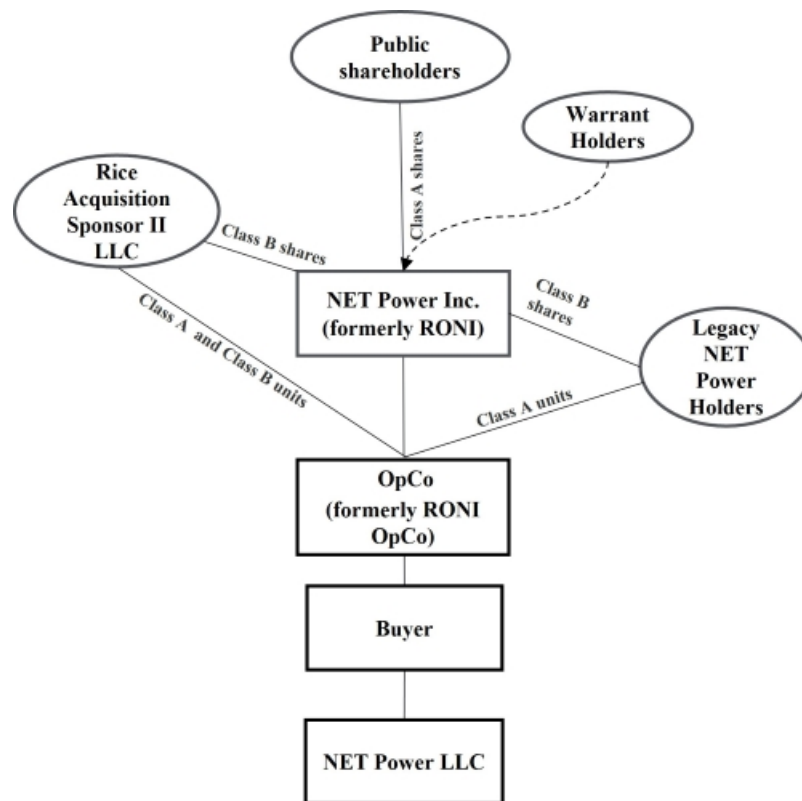 Public
shareholders
Warrant
Holders
Class A shares
Rice
Acquisition
Sponsor II
LLC
Class B shares
NET Power Inc.
(formerly RONI)
Class B
shares
Legacy
NET
Power
Holders
Class A and Class B units
Class A units
OpCo
(formerly RONI
OpCo)
Buyer
NET Power LLC